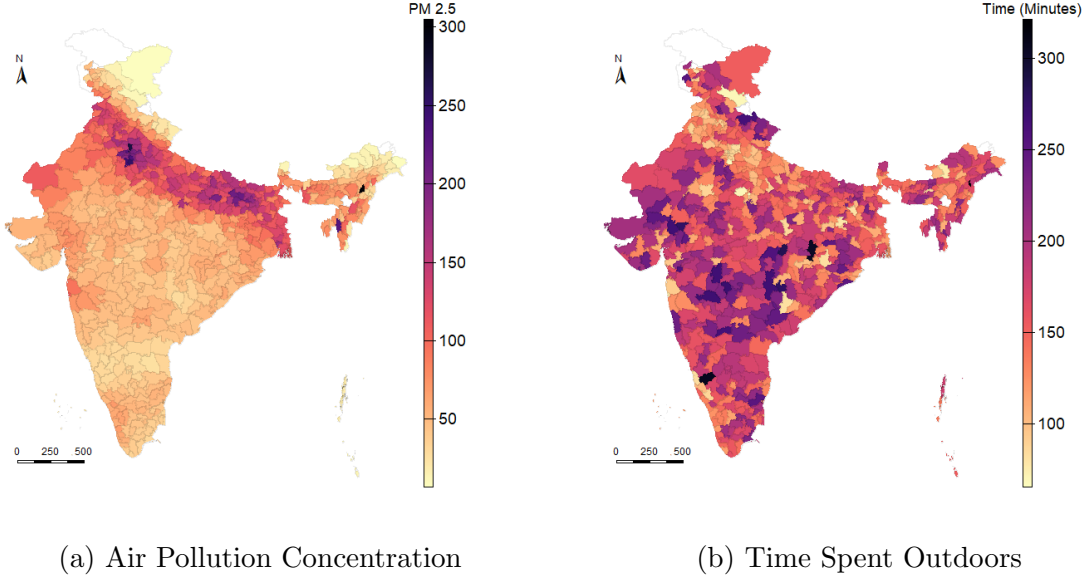 PM 2.5
300
250
200
150
100
50
N
0 250 500
(a) Air Pollution Concentration
Time (Minutes)
300
250
200
150
100
N
0 250 500
(b) Time Spent Outdoors